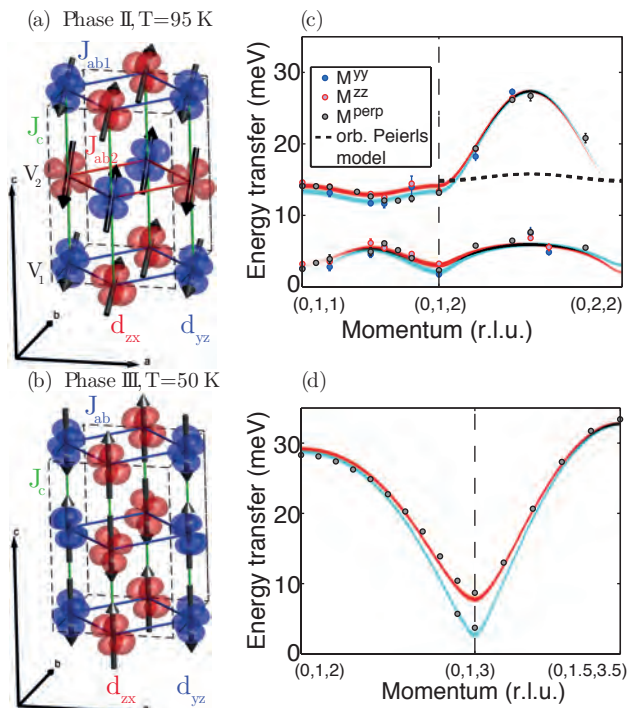 (a) Phase II, T=95 K
J_ab1
J_c
J_ab2
V_2
V_1
c
b
a
d_zx
d_yz
(b) Phase III, T=50 K
J_ab
J_c
c
b
a
d_zx
d_yz
(c)
Energy transfer (meV)
30
20
10
0
M^yy
M^zz
M^perp
orb. Peierls
model
(0,1,1) (0,1,2) (0,2,2)
Momentum (r.l.u.)
(d)
Energy transfer (meV)
30
20
10
0
(0,1,2) (0,1,3) (0,1.5,3.5)
Momentum (r.l.u.)